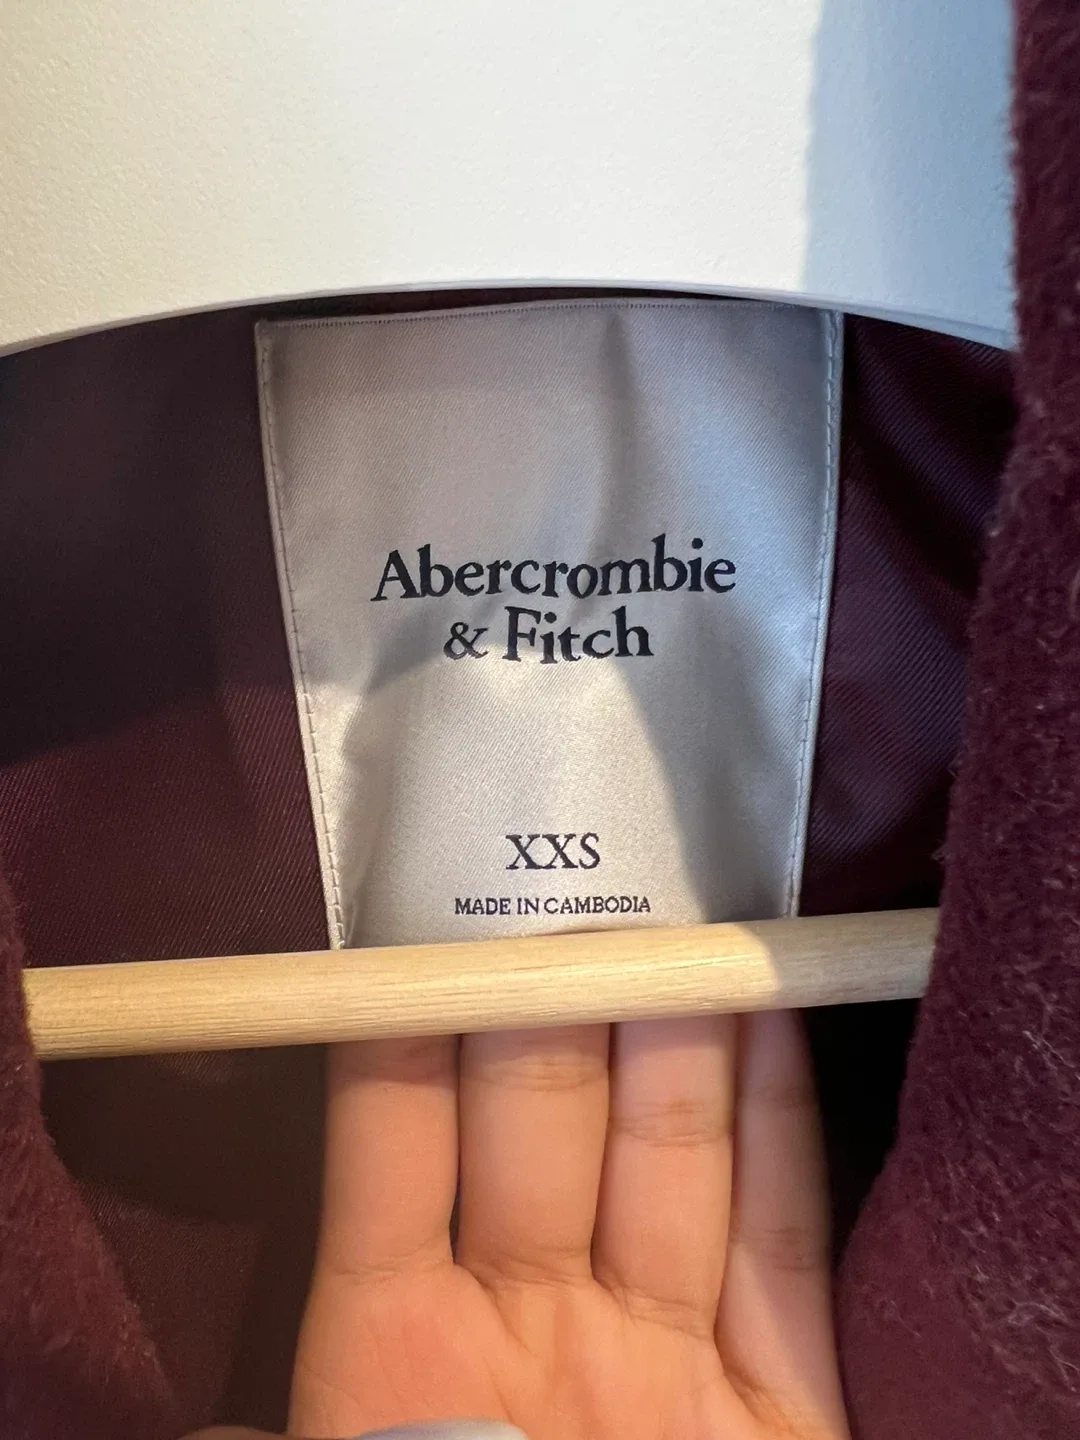 Abercrombie
& Fitch
XXS
MADE IN CAMBODIA